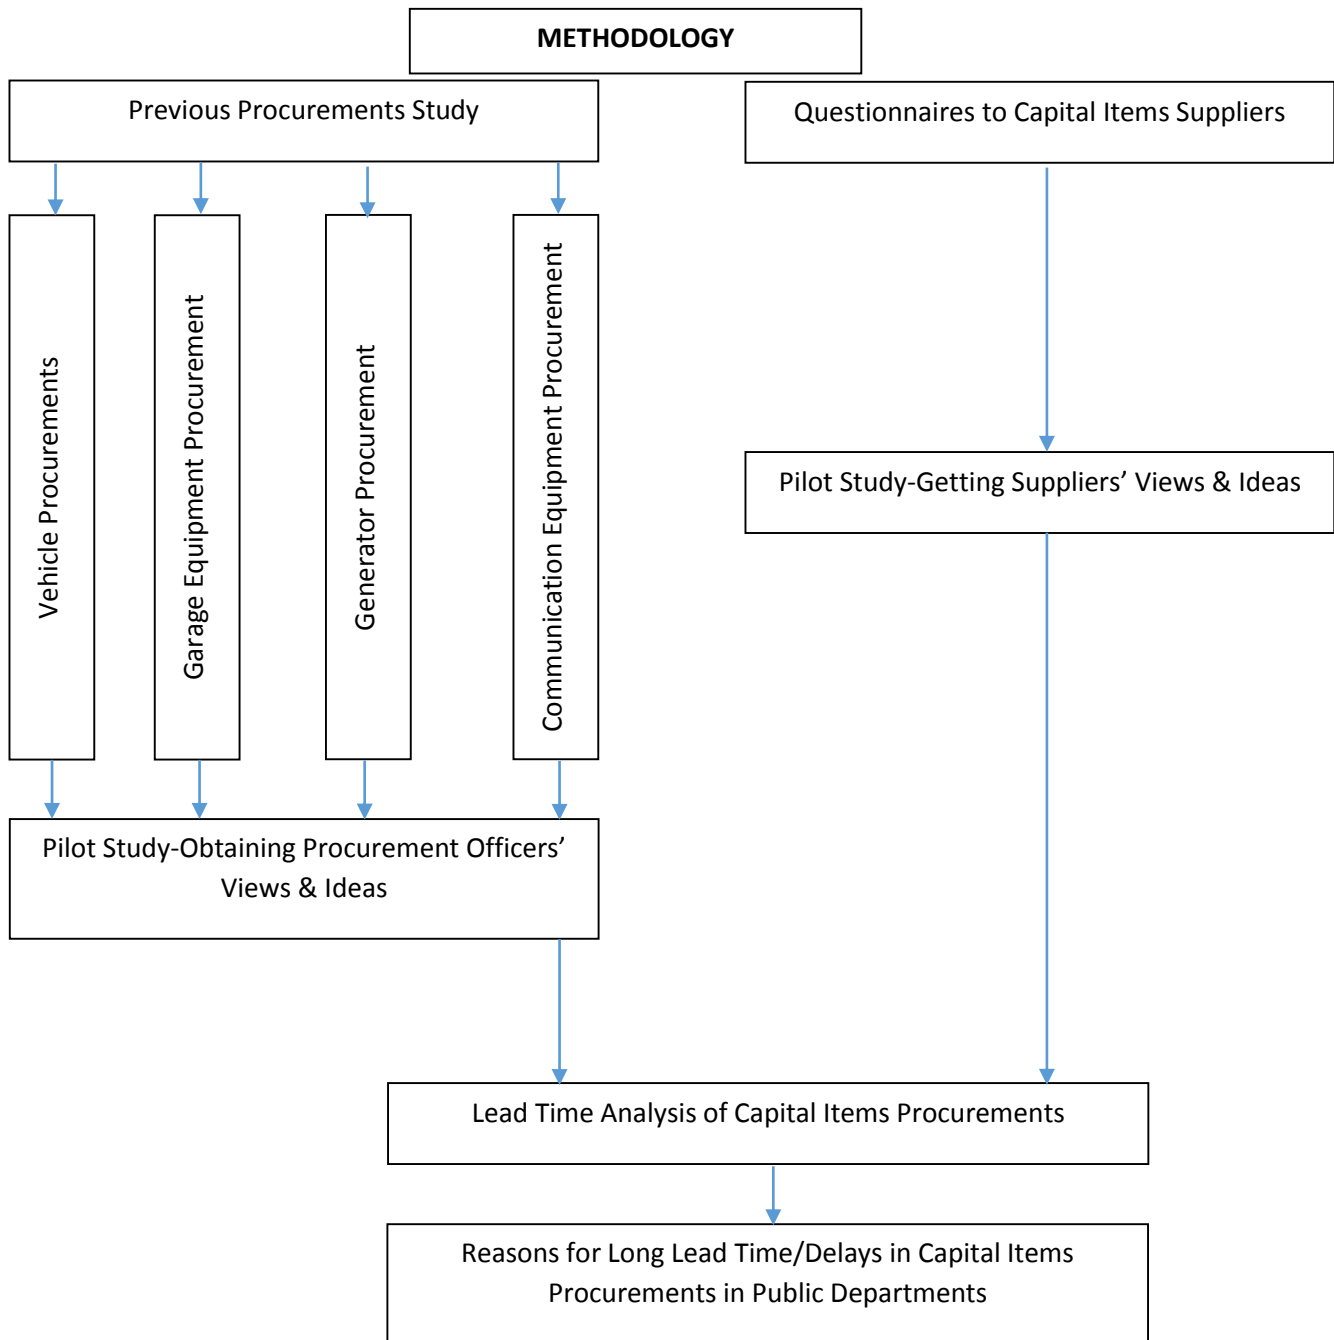 METHODOLOGY
Previous Procurements Study
Questionnaires to Capital Items Suppliers
Vehicle Procurements
Garage Equipment Procurement
Generator Procurement
Communication Equipment Procurement
Pilot Study-Getting Suppliers’ Views & Ideas
Pilot Study-Obtaining Procurement Officers’
Views & Ideas
Lead Time Analysis of Capital Items Procurements
Reasons for Long Lead Time/Delays in Capital Items
Procurements in Public Departments